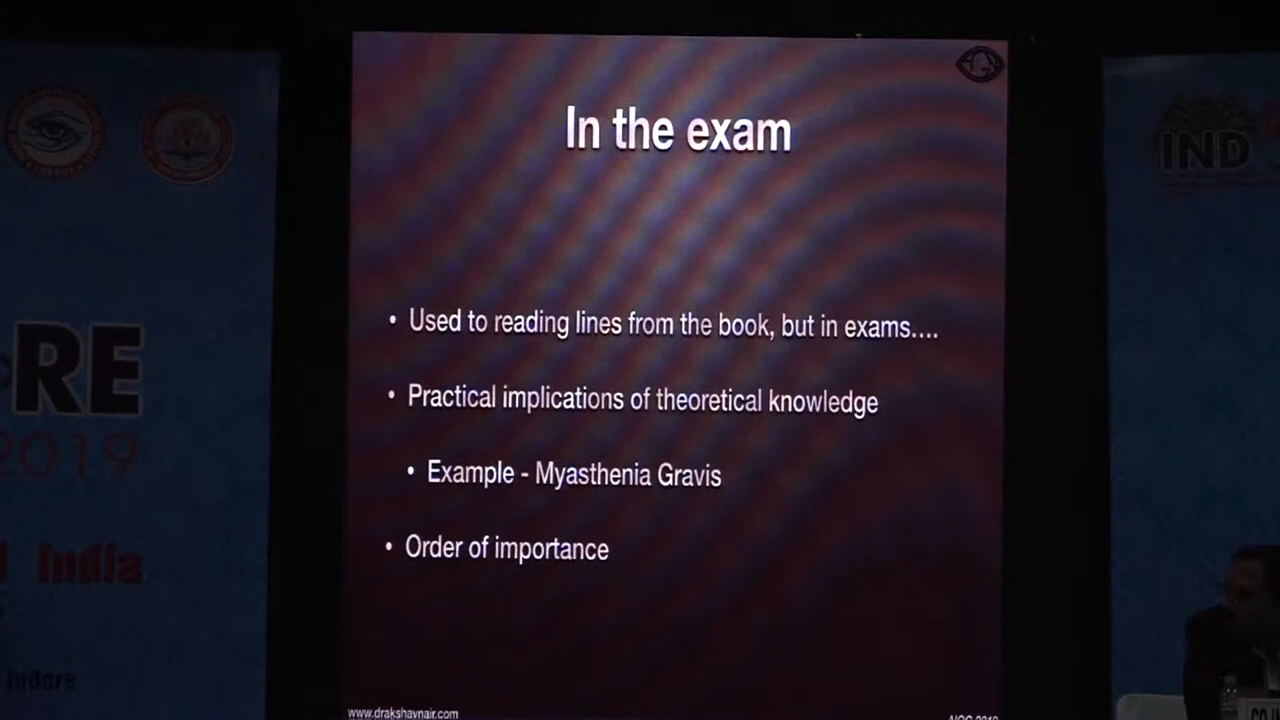 In the exam
• Used to reading lines from the book, but in exams....
• Practical implications of theoretical knowledge
• Example - Myasthenia Gravis
• Order of importance
www.drakshaynair.com
RE
2019
India
Indore
IND